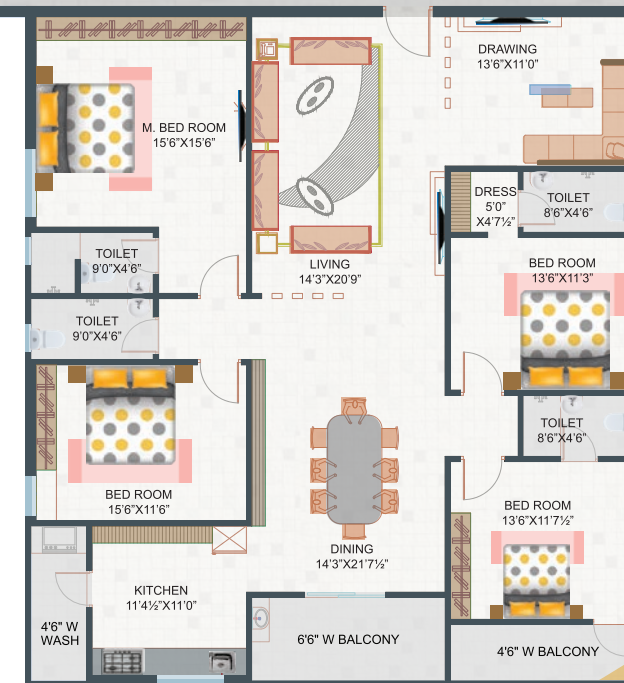 DRAWING
13'6"X11'0"
M. BED ROOM
15'6"X15'6"
DRESS
5'0"
X4'7½"
TOILET
8'6"X4'6"
TOILET
9'0"X4'6"
LIVING
14'3"X20'9"
BED ROOM
13'6"X11'3"
TOILET
9'0"X4'6"
TOILET
8'6"X4'6"
BED ROOM
15'6"X11'6"
BED ROOM
13'6"X11'7½"
DINING
14'3"X21'7½"
KITCHEN
11'4½"X11'0"
4'6" W
WASH
6'6" W BALCONY
4'6" W BALCONY